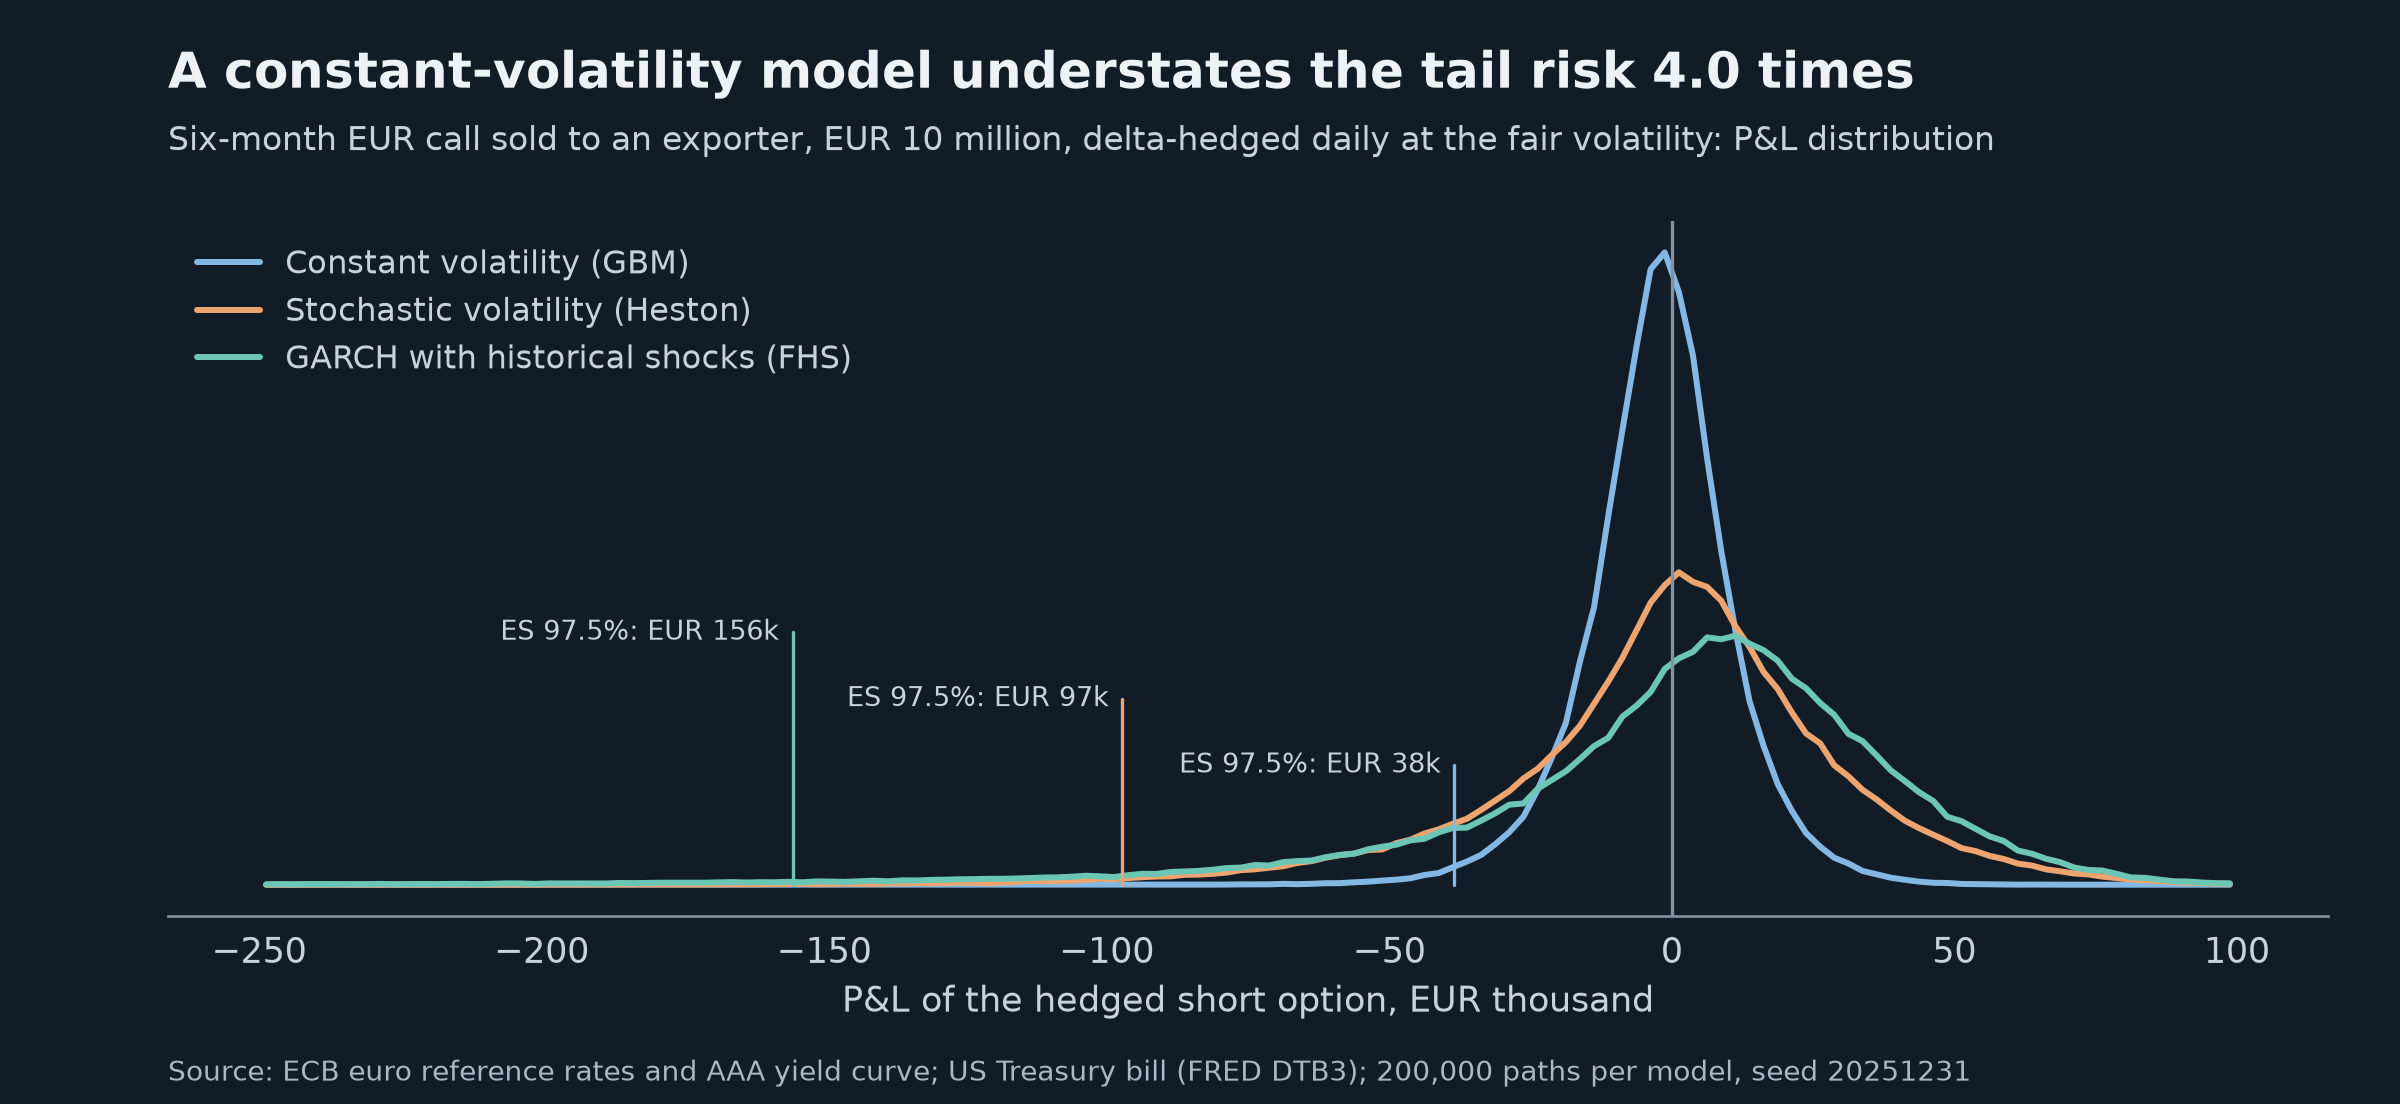 A constant-volatility model understates the tail risk 4.0 times
Six-month EUR call sold to an exporter, EUR 10 million, delta-hedged daily at the fair volatility: P&L distribution
Constant volatility (GBM)
Stochastic volatility (Heston)
GARCH with historical shocks (FHS)
ES 97.5%: EUR 156k
ES 97.5%: EUR 97k
ES 97.5%: EUR 38k
−250 −200 −150 −100 −50 0 50 100
P&L of the hedged short option, EUR thousand
Source: ECB euro reference rates and AAA yield curve; US Treasury bill (FRED DTB3); 200,000 paths per model, seed 20251231